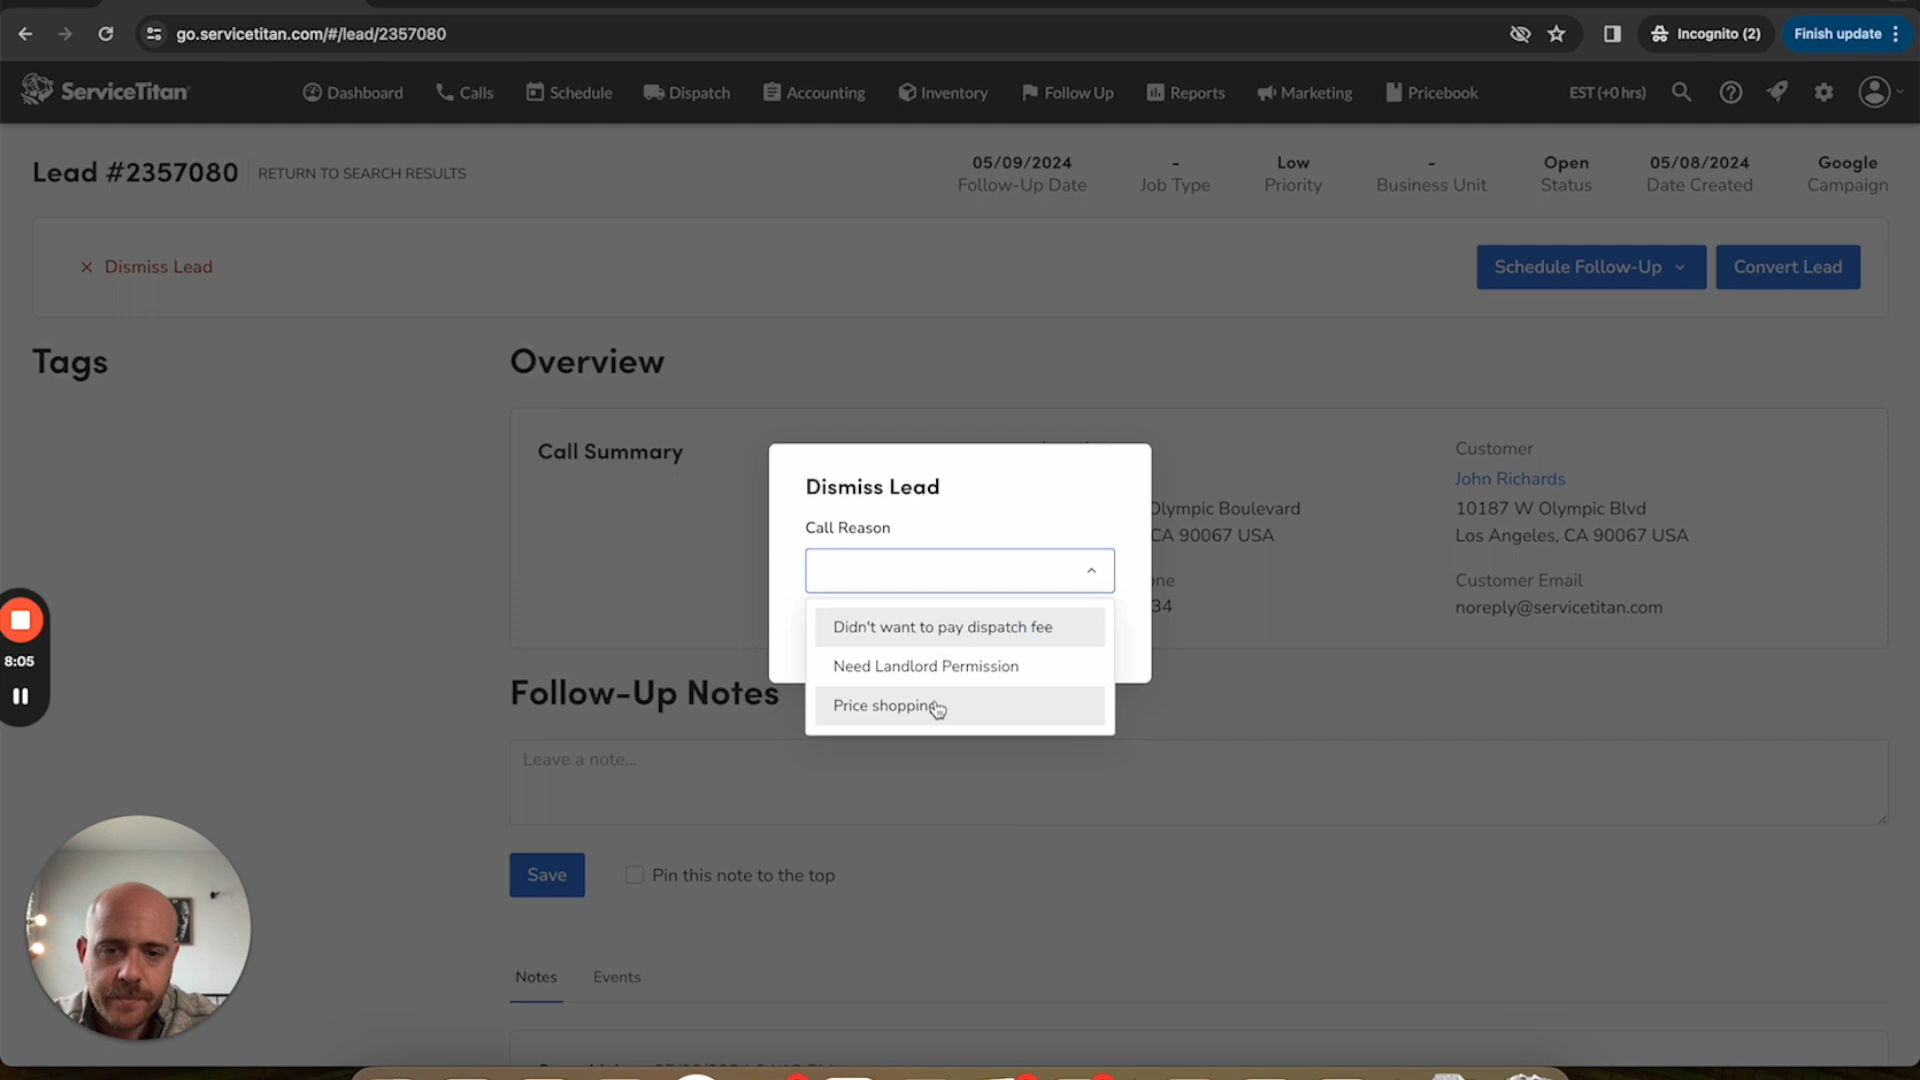 go.servicetitan.com/#/lead/2357080
Incognito (2)
Finish update
ServiceTitan
Dashboard
Calls
Schedule
Dispatch
Accounting
Inventory
Follow Up
Reports
Marketing
Pricebook
EST (+0 hrs)
Lead #2357080
RETURN TO SEARCH RESULTS
05/09/2024
Follow-Up Date
-
Job Type
Low
Priority
-
Business Unit
Open
Status
05/08/2024
Date Created
Google
Campaign
Dismiss Lead
Schedule Follow-Up
Convert Lead
Tags
Overview
Call Summary
Olympic Boulevard
CA 90067 USA
34
Customer
John Richards
10187 W Olympic Blvd
Los Angeles, CA 90067 USA
Customer Email
noreply@servicetitan.com
Dismiss Lead
Call Reason
Didn't want to pay dispatch fee
Need Landlord Permission
Price shopping
8:05
Follow-Up Notes
Leave a note...
Save
Pin this note to the top
Notes
Events